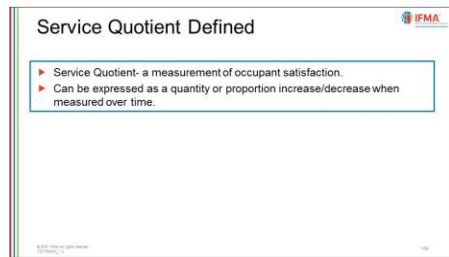 Service Quotient Defined
IFMA
Service Quotient- a measurement of occupant satisfaction.
Can be expressed as a quantity or proportion increase/decrease when
measured over time.